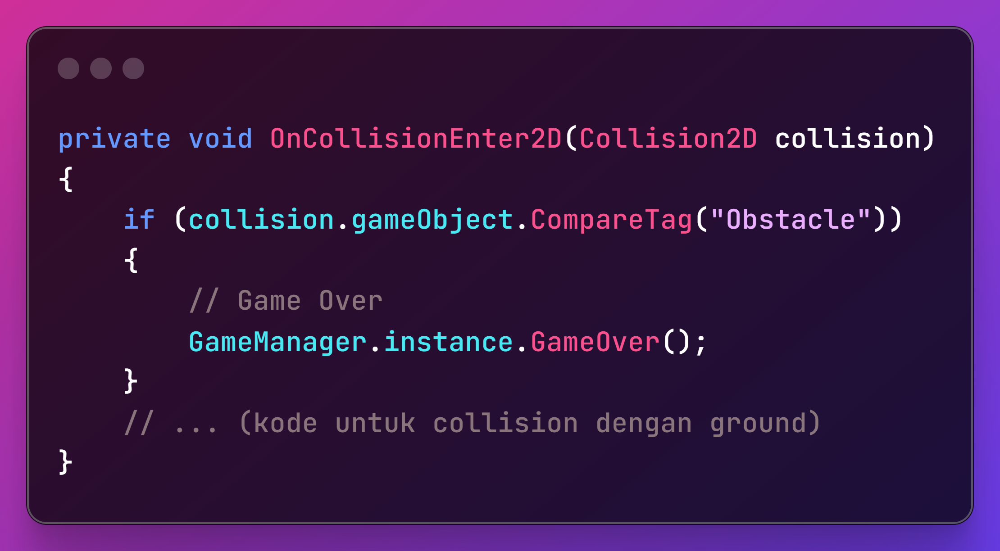 private void OnCollisionEnter2D(Collision2D collision)
{
    if (collision.gameObject.CompareTag("Obstacle"))
    {
        // Game Over
        GameManager.instance.GameOver();
    }
    // ... (kode untuk collision dengan ground)
}